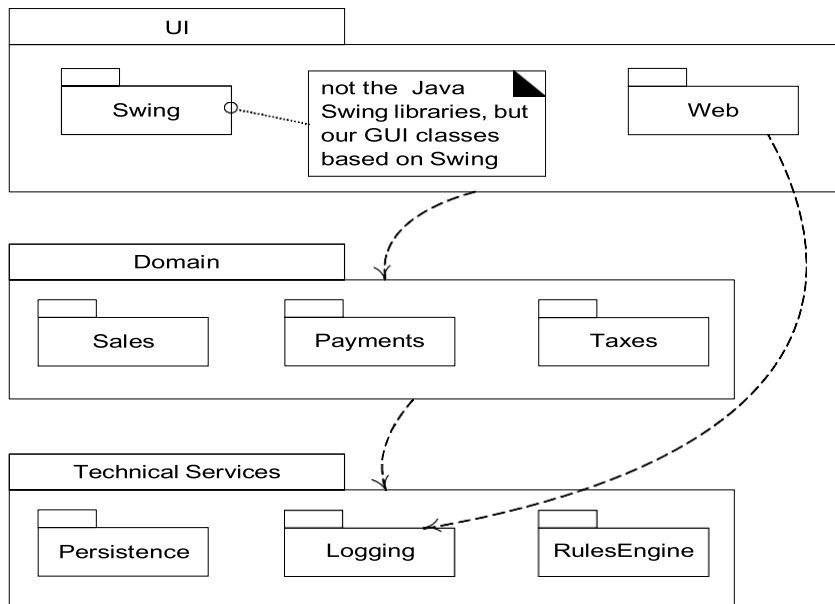 UI
Swing
not the Java
Swing libraries, but
our GUI classes
based on Swing
Web
Domain
Sales
Payments
Taxes
Technical Services
Persistence
Logging
RulesEngine